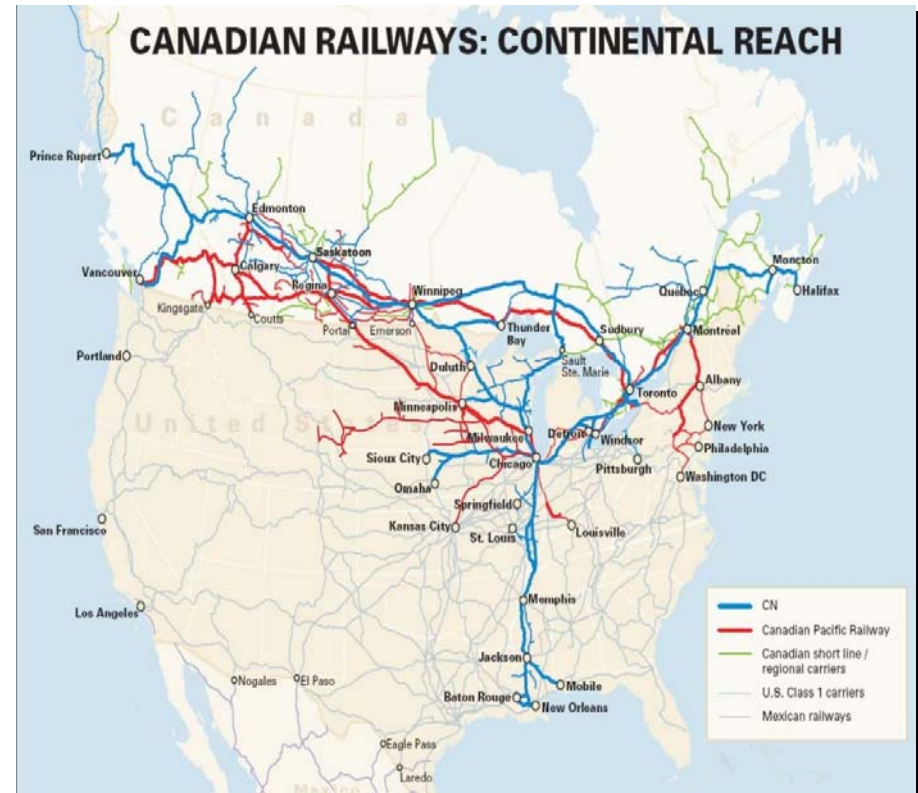 CANADIAN RAILWAYS: CONTINENTAL REACH
Canada
Prince Rupert
Edmonton
Saskatoon
Vancouver
Calgary
Regina
Winnipeg
Moncton
Québec
Halifax
Kingsgate
Coutts
Portal
Emerson
Thunder
Bay
Sudbury
Montréal
Portland
Duluth
Sault
Ste. Marie
Toronto
Albany
Minneapolis
United States
Milwaukee
Detroit
Windsor
New York
Philadelphia
Sioux City
Chicago
Pittsburgh
Washington DC
Omaha
Springfield
San Francisco
Kansas City
St. Louis
Louisville
Los Angeles
Memphis
CN
Canadian Pacific Railway
Canadian short line /
regional carriers
U.S. Class 1 carriers
Mexican railways
Jackson
Nogales
El Paso
Mobile
Baton Rouge
New Orleans
Eagle Pass
Laredo
Mexico